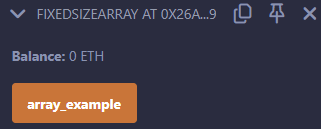 FIXEDSIZEARRAY AT 0X26A...9
Balance: 0 ETH
array_example